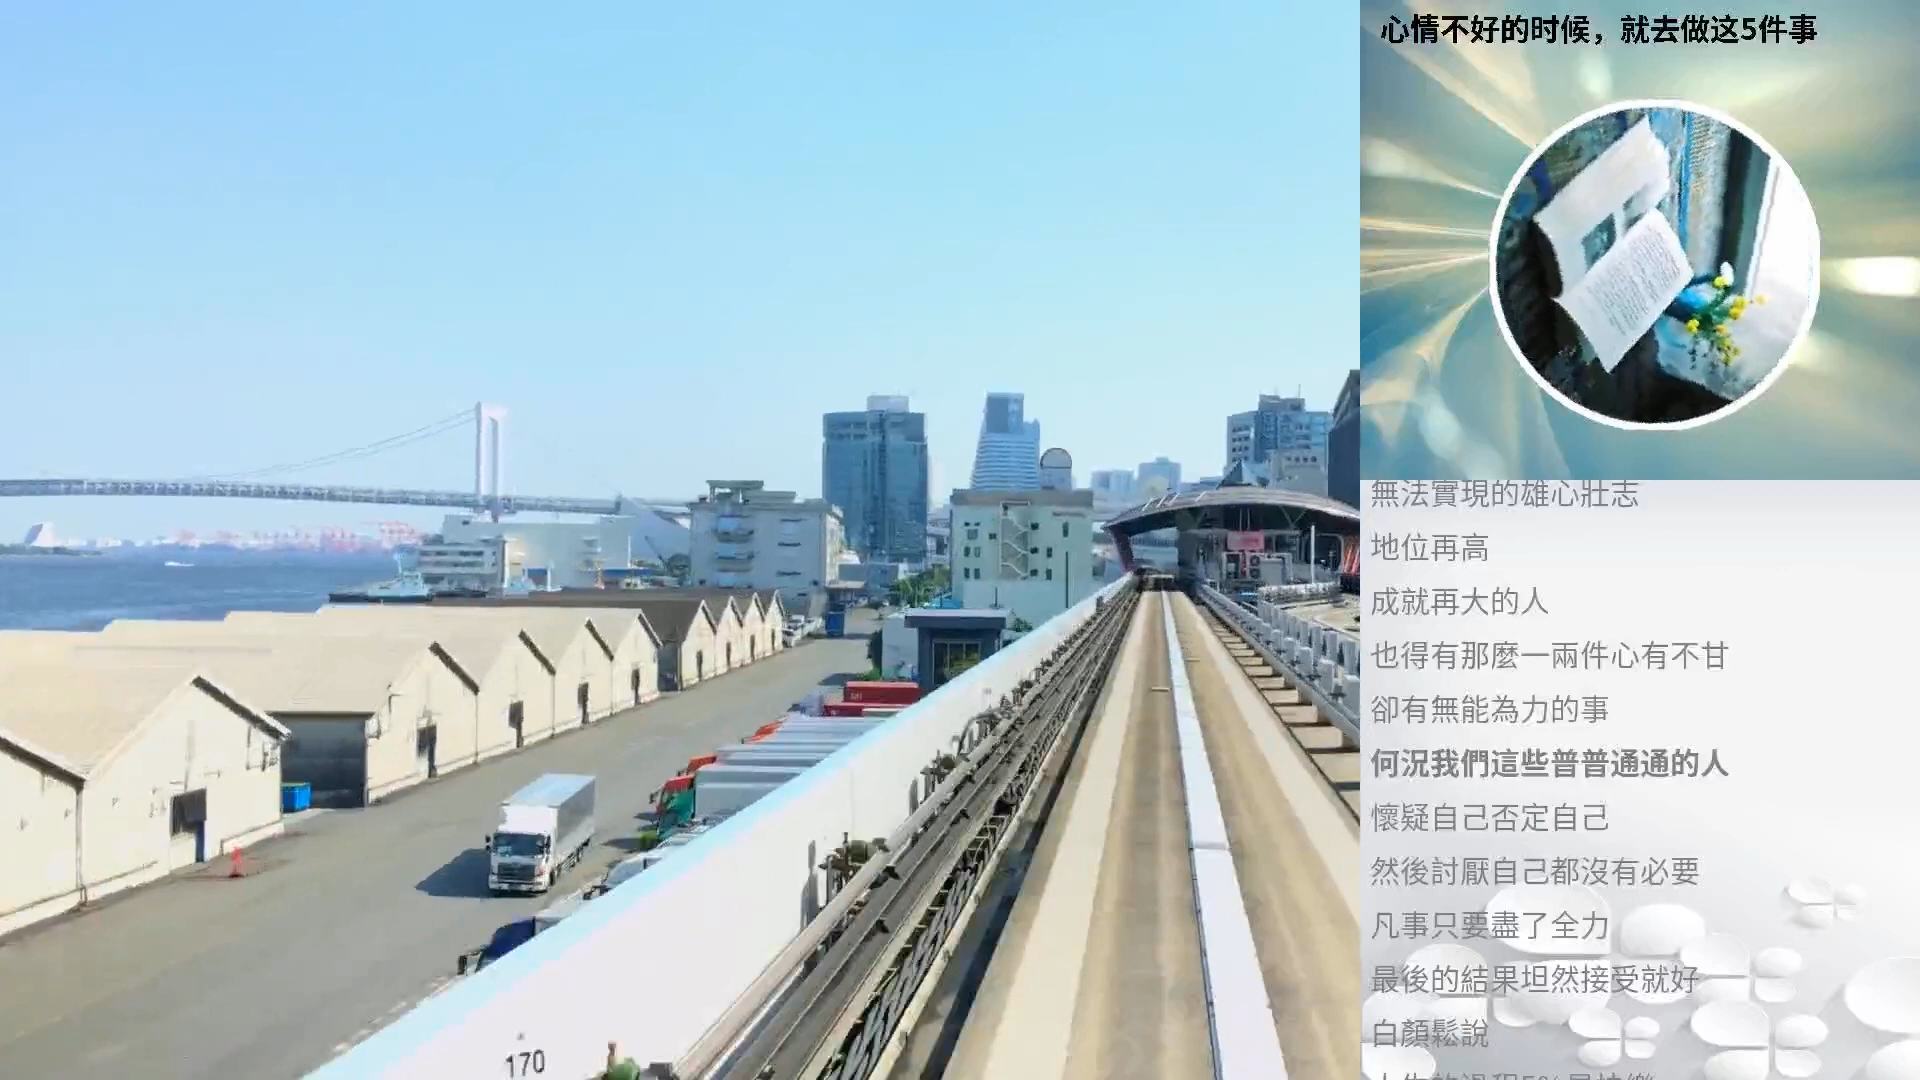 心情不好的时候，就去做这5件事
無法實現的雄心壯志
地位再高
成就再大的人
也得有那麼一兩件心有不甘
卻有無能為力的事
何況我們這些普普通通的人
懷疑自己否定自己
然後討厭自己都沒有必要
凡事只要盡了全力
最後的結果坦然接受就好
白顏鬆說
170